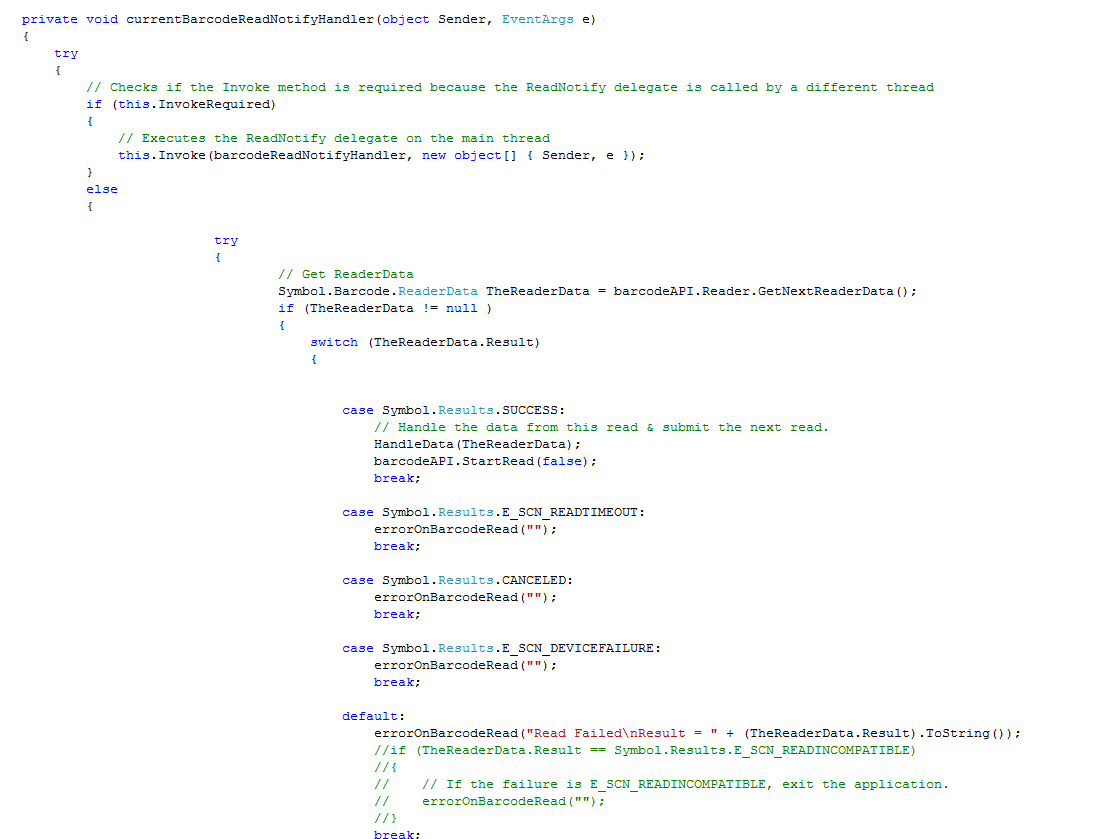 private void currentBarcodeReadNotifyHandler(object Sender, EventArgs e)
{
    try
    {
        // Checks if the Invoke method is required because the ReadNotify delegate is called by a different thread
        if (this.InvokeRequired)
        {
            // Executes the ReadNotify delegate on the main thread
            this.Invoke(barcodeReadNotifyHandler, new object[] { Sender, e });
        }
        else
        {
                        try
                        {
                                // Get ReaderData
                                Symbol.Barcode.ReaderData TheReaderData = barcodeAPI.Reader.GetNextReaderData();
                                if (TheReaderData != null )
                                {
                                    switch (TheReaderData.Result)
                                    {
                                        case Symbol.Results.SUCCESS:
                                            // Handle the data from this read & submit the next read.
                                            HandleData(TheReaderData);
                                            barcodeAPI.StartRead(false);
                                            break;
                                        case Symbol.Results.E_SCN_READTIMEOUT:
                                            errorOnBarcodeRead("");
                                            break;
                                        case Symbol.Results.CANCELED:
                                            errorOnBarcodeRead("");
                                            break;
                                        case Symbol.Results.E_SCN_DEVICEFAILURE:
                                            errorOnBarcodeRead("");
                                            break;
                                        default:
                                            errorOnBarcodeRead("Read Failed\nResult = " + (TheReaderData.Result).ToString());
                                            //if (TheReaderData.Result == Symbol.Results.E_SCN_READINCOMPATIBLE)
                                            //{
                                            //    // If the failure is E_SCN_READINCOMPATIBLE, exit the application.
                                            //    errorOnBarcodeRead("");
                                            //}
                                            break;